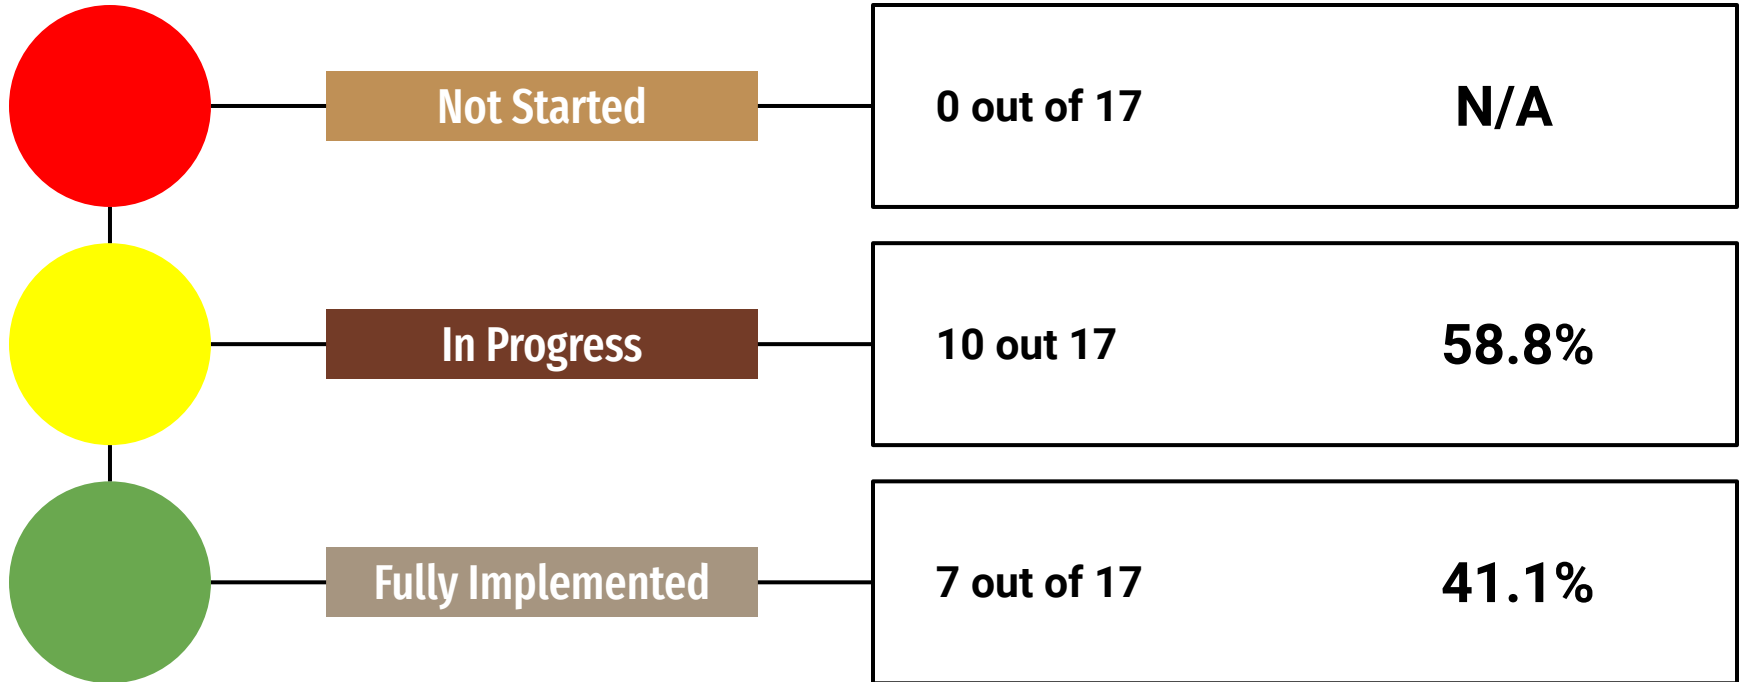 Not Started
0 out of 17
N/A
In Progress
10 out 17
58.8%
Fully Implemented
7 out of 17
41.1%